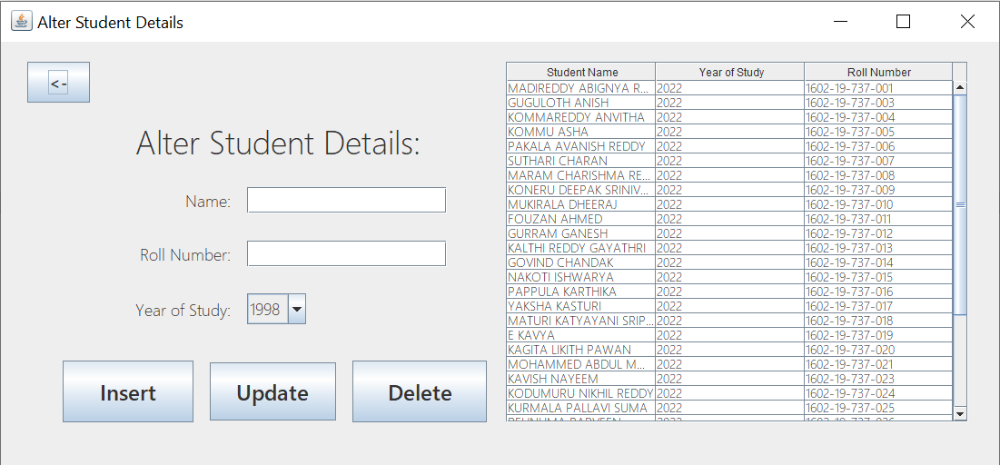 Alter Student Details
<-
Alter Student Details:
Name:
Roll Number:
Year of Study:
1998
Insert Update Delete
Student Name Year of Study Roll Number
MADIREDDY ABIGNYA R... 2022 1602-19-737-001
GUGULOTH ANISH 2022 1602-19-737-003
KOMMAREDDY ANVITHA 2022 1602-19-737-004
KOMMU ASHA 2022 1602-19-737-005
PAKALA AVANISH REDDY 2022 1602-19-737-006
SUTHARI CHARAN 2022 1602-19-737-007
MARAM CHARISHMA RE... 2022 1602-19-737-008
KONERU DEEPAK SRINIV... 2022 1602-19-737-009
MUKIRALA DHEERAJ 2022 1602-19-737-010
FOUZAN AHMED 2022 1602-19-737-011
GURRAM GANESH 2022 1602-19-737-012
KALTHI REDDY GAYATHRI 2022 1602-19-737-013
GOVIND CHANDAK 2022 1602-19-737-014
NAKOTI ISHWARYA 2022 1602-19-737-015
PAPPULA KARTHIKA 2022 1602-19-737-016
YAKSHA KASTURI 2022 1602-19-737-017
MATURI KATYAYANI SRIP... 2022 1602-19-737-018
E KAVYA 2022 1602-19-737-019
KAGITA LIKITH PAWAN 2022 1602-19-737-020
MOHAMMED ABDUL M... 2022 1602-19-737-021
KAVISH NAYEEM 2022 1602-19-737-023
KODUMURU NIKHIL REDDY 2022 1602-19-737-024
KURMALA PALLAVI SUMA 2022 1602-19-737-025